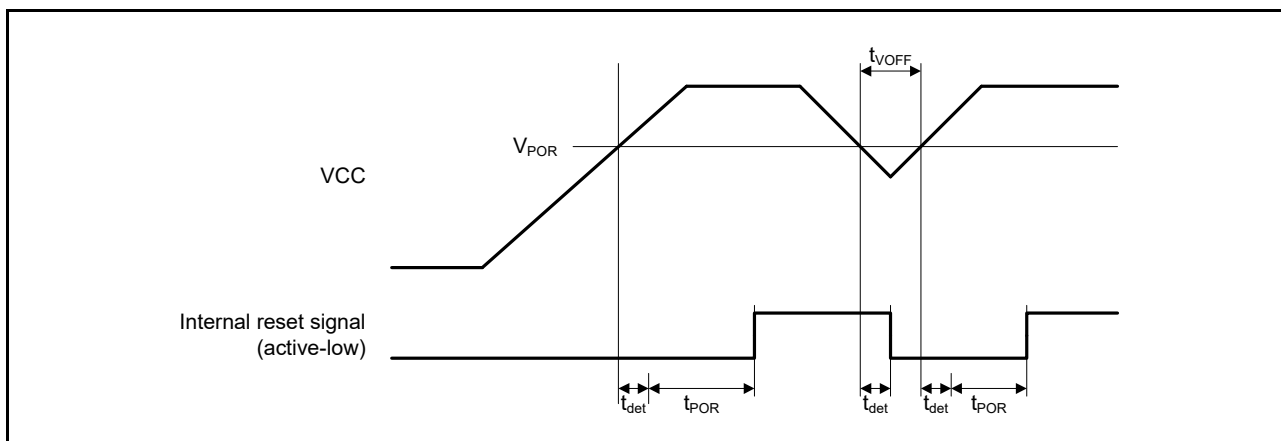 tVOFF
VPOR
VCC
Internal reset signal
(active-low)
tdet
tPOR
tdet
tdet
tPOR